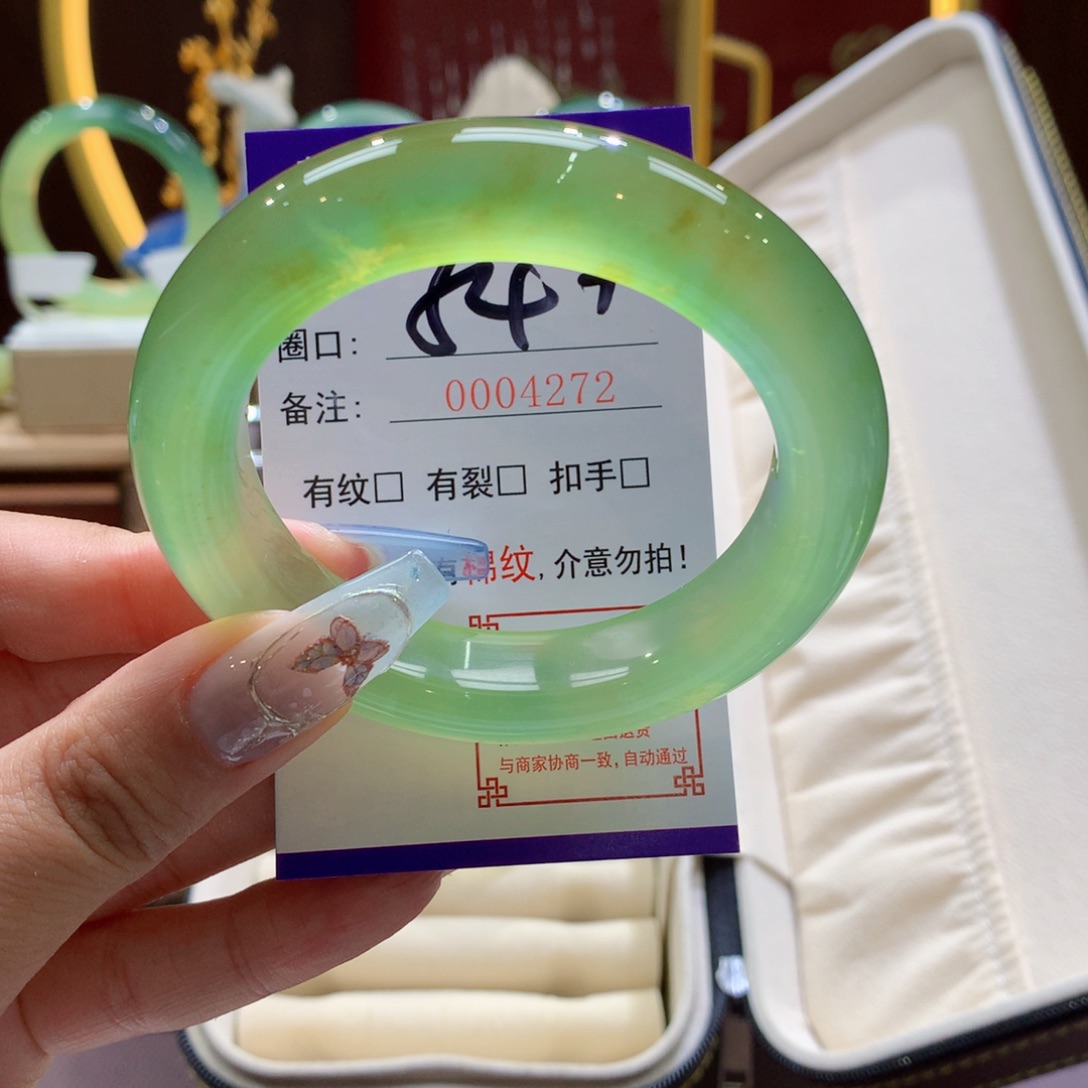 圈口:
备注: 0004272
有纹□ 有裂□ 扣手□
有棉纹,介意勿拍!
与商家协商一致,自动通过